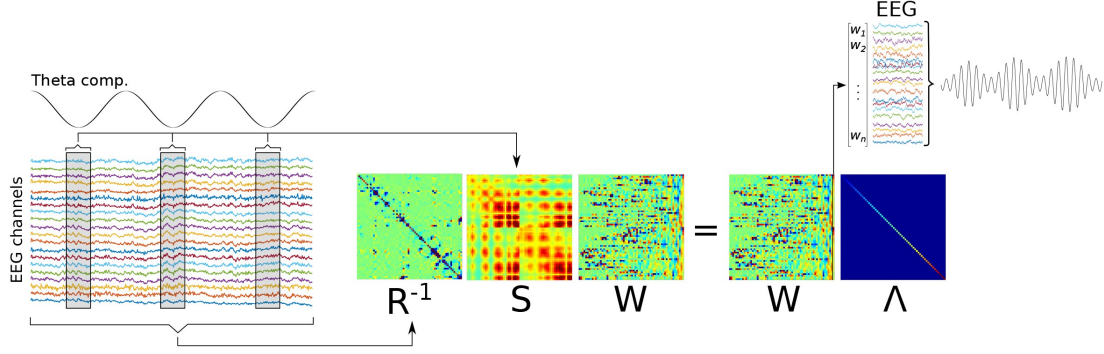 EEG
w1
w2
⋮
wn
Theta comp.
EEG channels
R-1 S W = W Λ